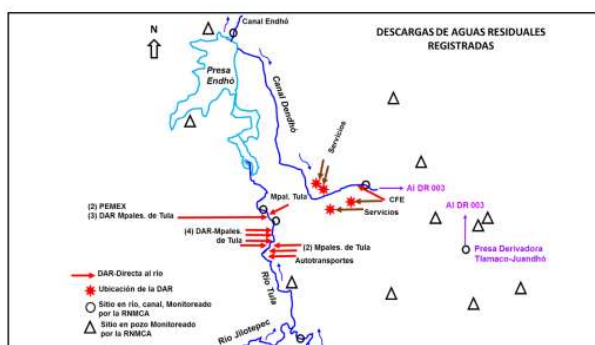 N
Canal Endhó
DESCARGAS DE AGUAS RESIDUALES
REGISTRADAS
Presa
Endhó
Canal Dendhó
Servicios
Mpal. Tula
Al DR 003
CFE
Servicios
Al DR 003
(2) PEMEX
(3) DAR Mpales. de Tula
(4) DAR-Mpales.
de Tula
(2) Mpales. de Tula
Autotransportes
Presa Derivadora
Tlamaco-Juandhó
DAR-Directa al río
Ubicación de la DAR
Sitio en río, canal, Monitoreado
por la RNMCA
Sitio en pozo Monitoreado
por la RNMCA
Río Tula
Río Jilotepec